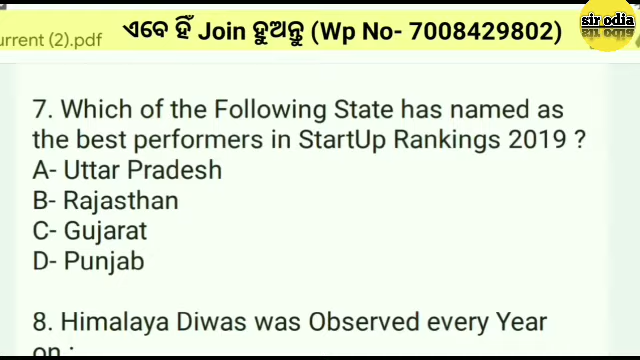 ଏବେ ହିଁ Join ହୁଅନ୍ତୁ (Wp No- 7008429802)
sir odia
urrent (2).pdf
7. Which of the Following State has named as
the best performers in StartUp Rankings 2019 ?
A- Uttar Pradesh
B- Rajasthan
C- Gujarat
D- Punjab
8. Himalaya Diwas was Observed every Year
on :